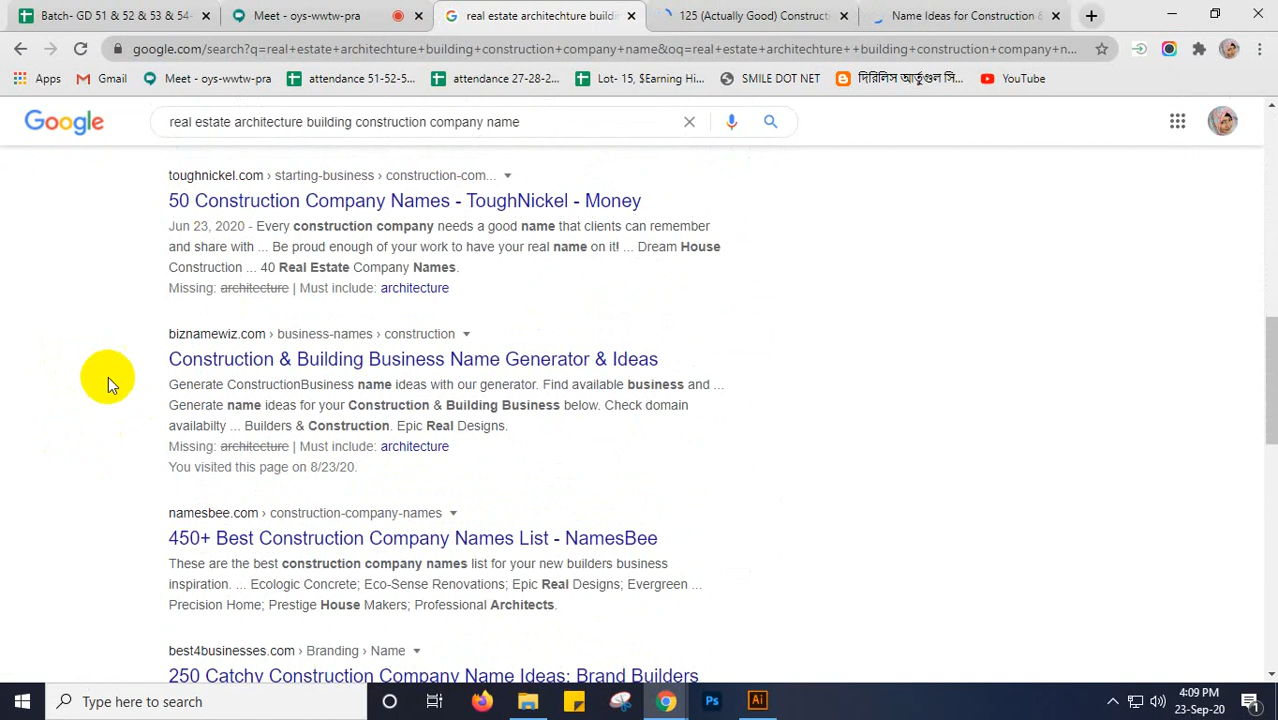 Batch- GD 51 & 52 & 53 & 54-
Meet - oys-wwtw-pra
real estate architechture buildi
125 (Actually Good) Construct
Name Ideas for Construction &
google.com/search?q=real+estate+architechture+building+construction+company+name&oq=real+estate+architechture++building+construction+company+n...
Apps
Gmail
Meet - oys-wwtw-pra
attendance 51-52-5...
attendance 27-28-2...
Lot- 15, $Earning Hi...
SMILE DOT NET
দিরিলিস আর্তুগুল সি...
YouTube
Google
real estate architecture building construction company name
toughnickel.com › starting-business › construction-com...
50 Construction Company Names - ToughNickel - Money
Jun 23, 2020 - Every construction company needs a good name that clients can remember
and share with ... Be proud enough of your work to have your real name on it! ... Dream House
Construction ... 40 Real Estate Company Names.
Missing: architecture | Must include: architecture
biznamewiz.com › business-names › construction
Construction & Building Business Name Generator & Ideas
Generate ConstructionBusiness name ideas with our generator. Find available business and ...
Generate name ideas for your Construction & Building Business below. Check domain
availabilty ... Builders & Construction. Epic Real Designs.
Missing: architecture | Must include: architecture
You visited this page on 8/23/20.
namesbee.com › construction-company-names
450+ Best Construction Company Names List - NamesBee
These are the best construction company names list for your new builders business
inspiration. ... Ecologic Concrete; Eco-Sense Renovations; Epic Real Designs; Evergreen ...
Precision Home; Prestige House Makers; Professional Architects.
best4businesses.com › Branding › Name
250 Catchy Construction Company Name Ideas: Brand Builders
Type here to search
Ps
Ai
4:09 PM
23-Sep-20
1